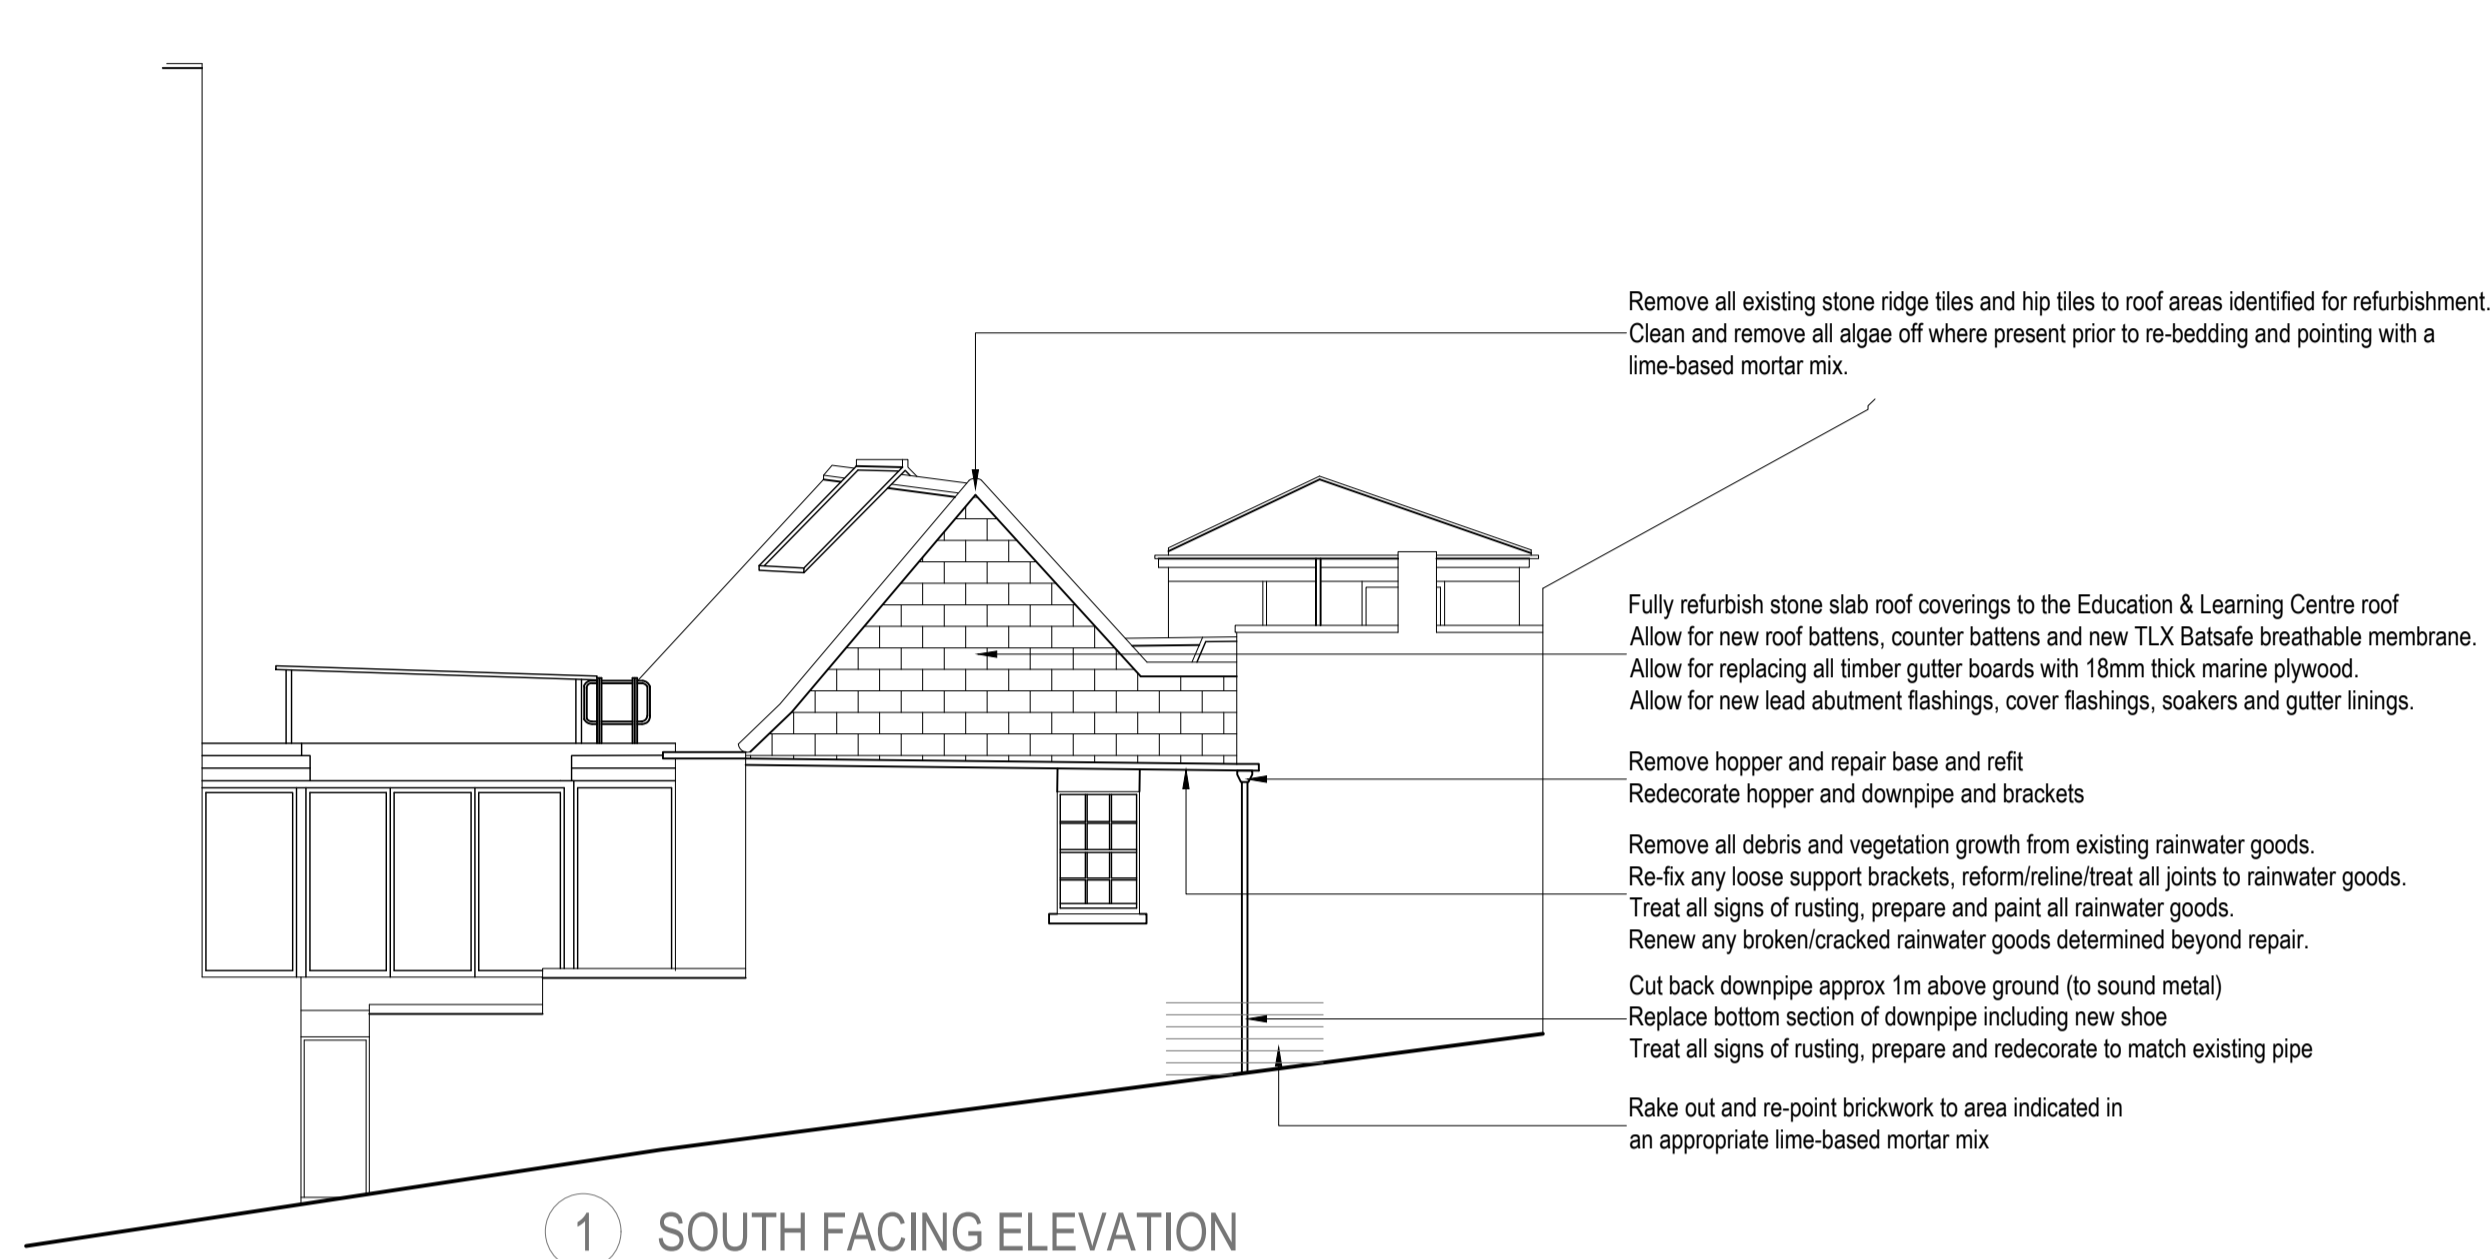 Remove all existing stone ridge tiles and hip tiles to roof areas identified for refurbishment.
Clean and remove all algae off where present prior to re-bedding and pointing with a
lime-based mortar mix.
Fully refurbish stone slab roof coverings to the Education & Learning Centre roof
Allow for new roof battens, counter battens and new TLX Batsafe breathable membrane.
Allow for replacing all timber gutter boards with 18mm thick marine plywood.
Allow for new lead abutment flashings, cover flashings, soakers and gutter linings.
Remove hopper and repair base and refit
Redecorate hopper and downpipe and brackets
Remove all debris and vegetation growth from existing rainwater goods.
Re-fix any loose support brackets, reform/reline/treat all joints to rainwater goods.
Treat all signs of rusting, prepare and paint all rainwater goods.
Renew any broken/cracked rainwater goods determined beyond repair.
Cut back downpipe approx 1m above ground (to sound metal)
Replace bottom section of downpipe including new shoe
Treat all signs of rusting, prepare and redecorate to match existing pipe
Rake out and re-point brickwork to area indicated in
an appropriate lime-based mortar mix
1 SOUTH FACING ELEVATION